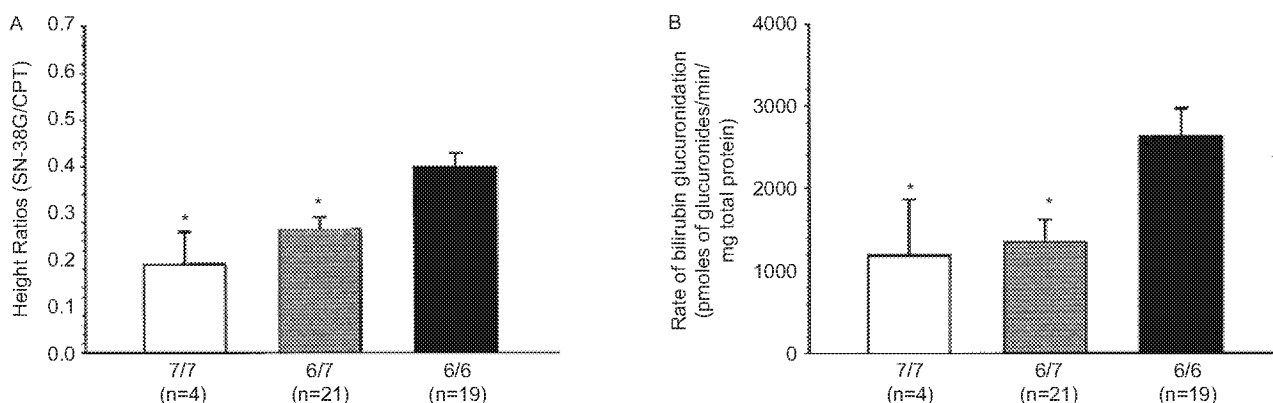 A
Height Ratios (SN-38G/CPT)
0.7
0.6
0.5
0.4
0.3
0.2
0.1
0.0
*
*
7/7
(n=4)
6/7
(n=21)
6/6
(n=19)
B
Rate of bilirubin glucuronidation
(pmoles of glucuronides/min/
mg total protein)
4000
3000
2000
1000
0
*
*
7/7
(n=4)
6/7
(n=21)
6/6
(n=19)